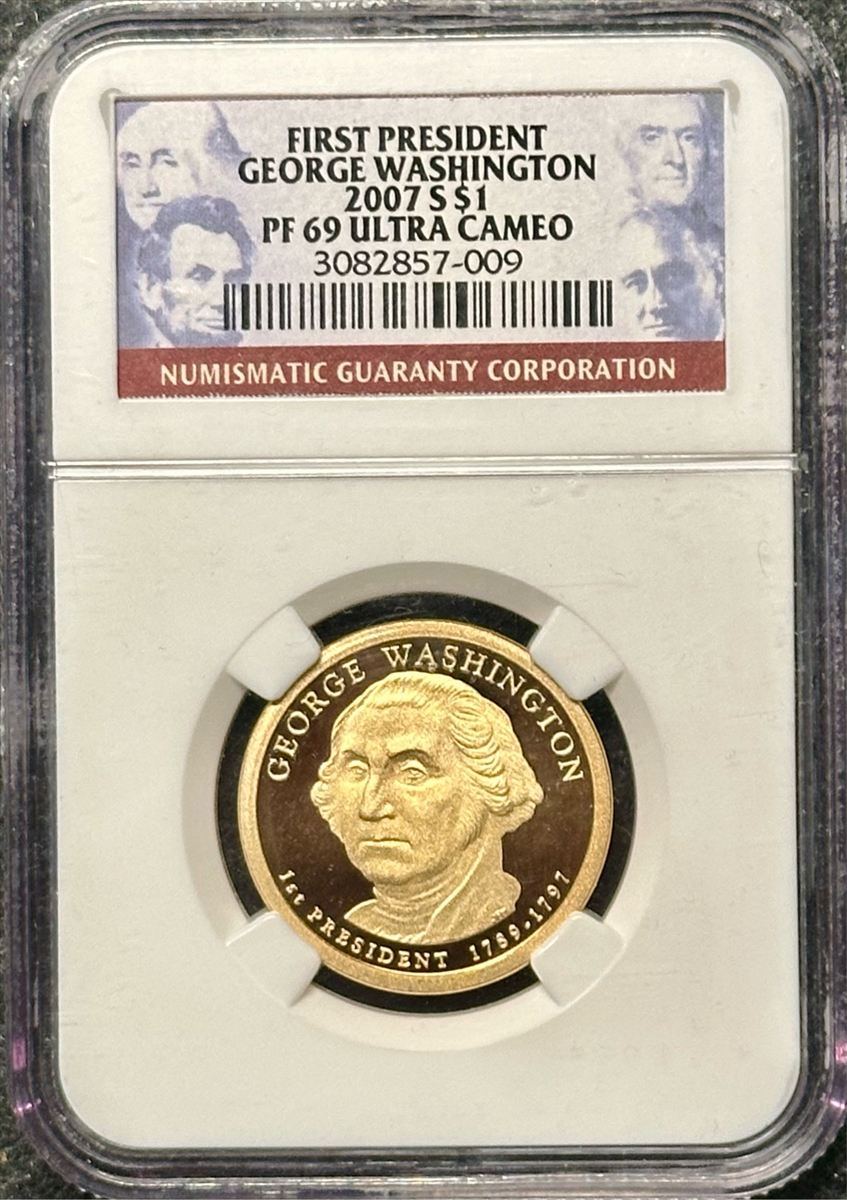 FIRST PRESIDENT
GEORGE WASHINGTON
2007 S $1
PF 69 ULTRA CAMEO
3082857-009
NUMISMATIC GUARANTY CORPORATION
GEORGE WASHINGTON
1st PRESIDENT 1789-1797